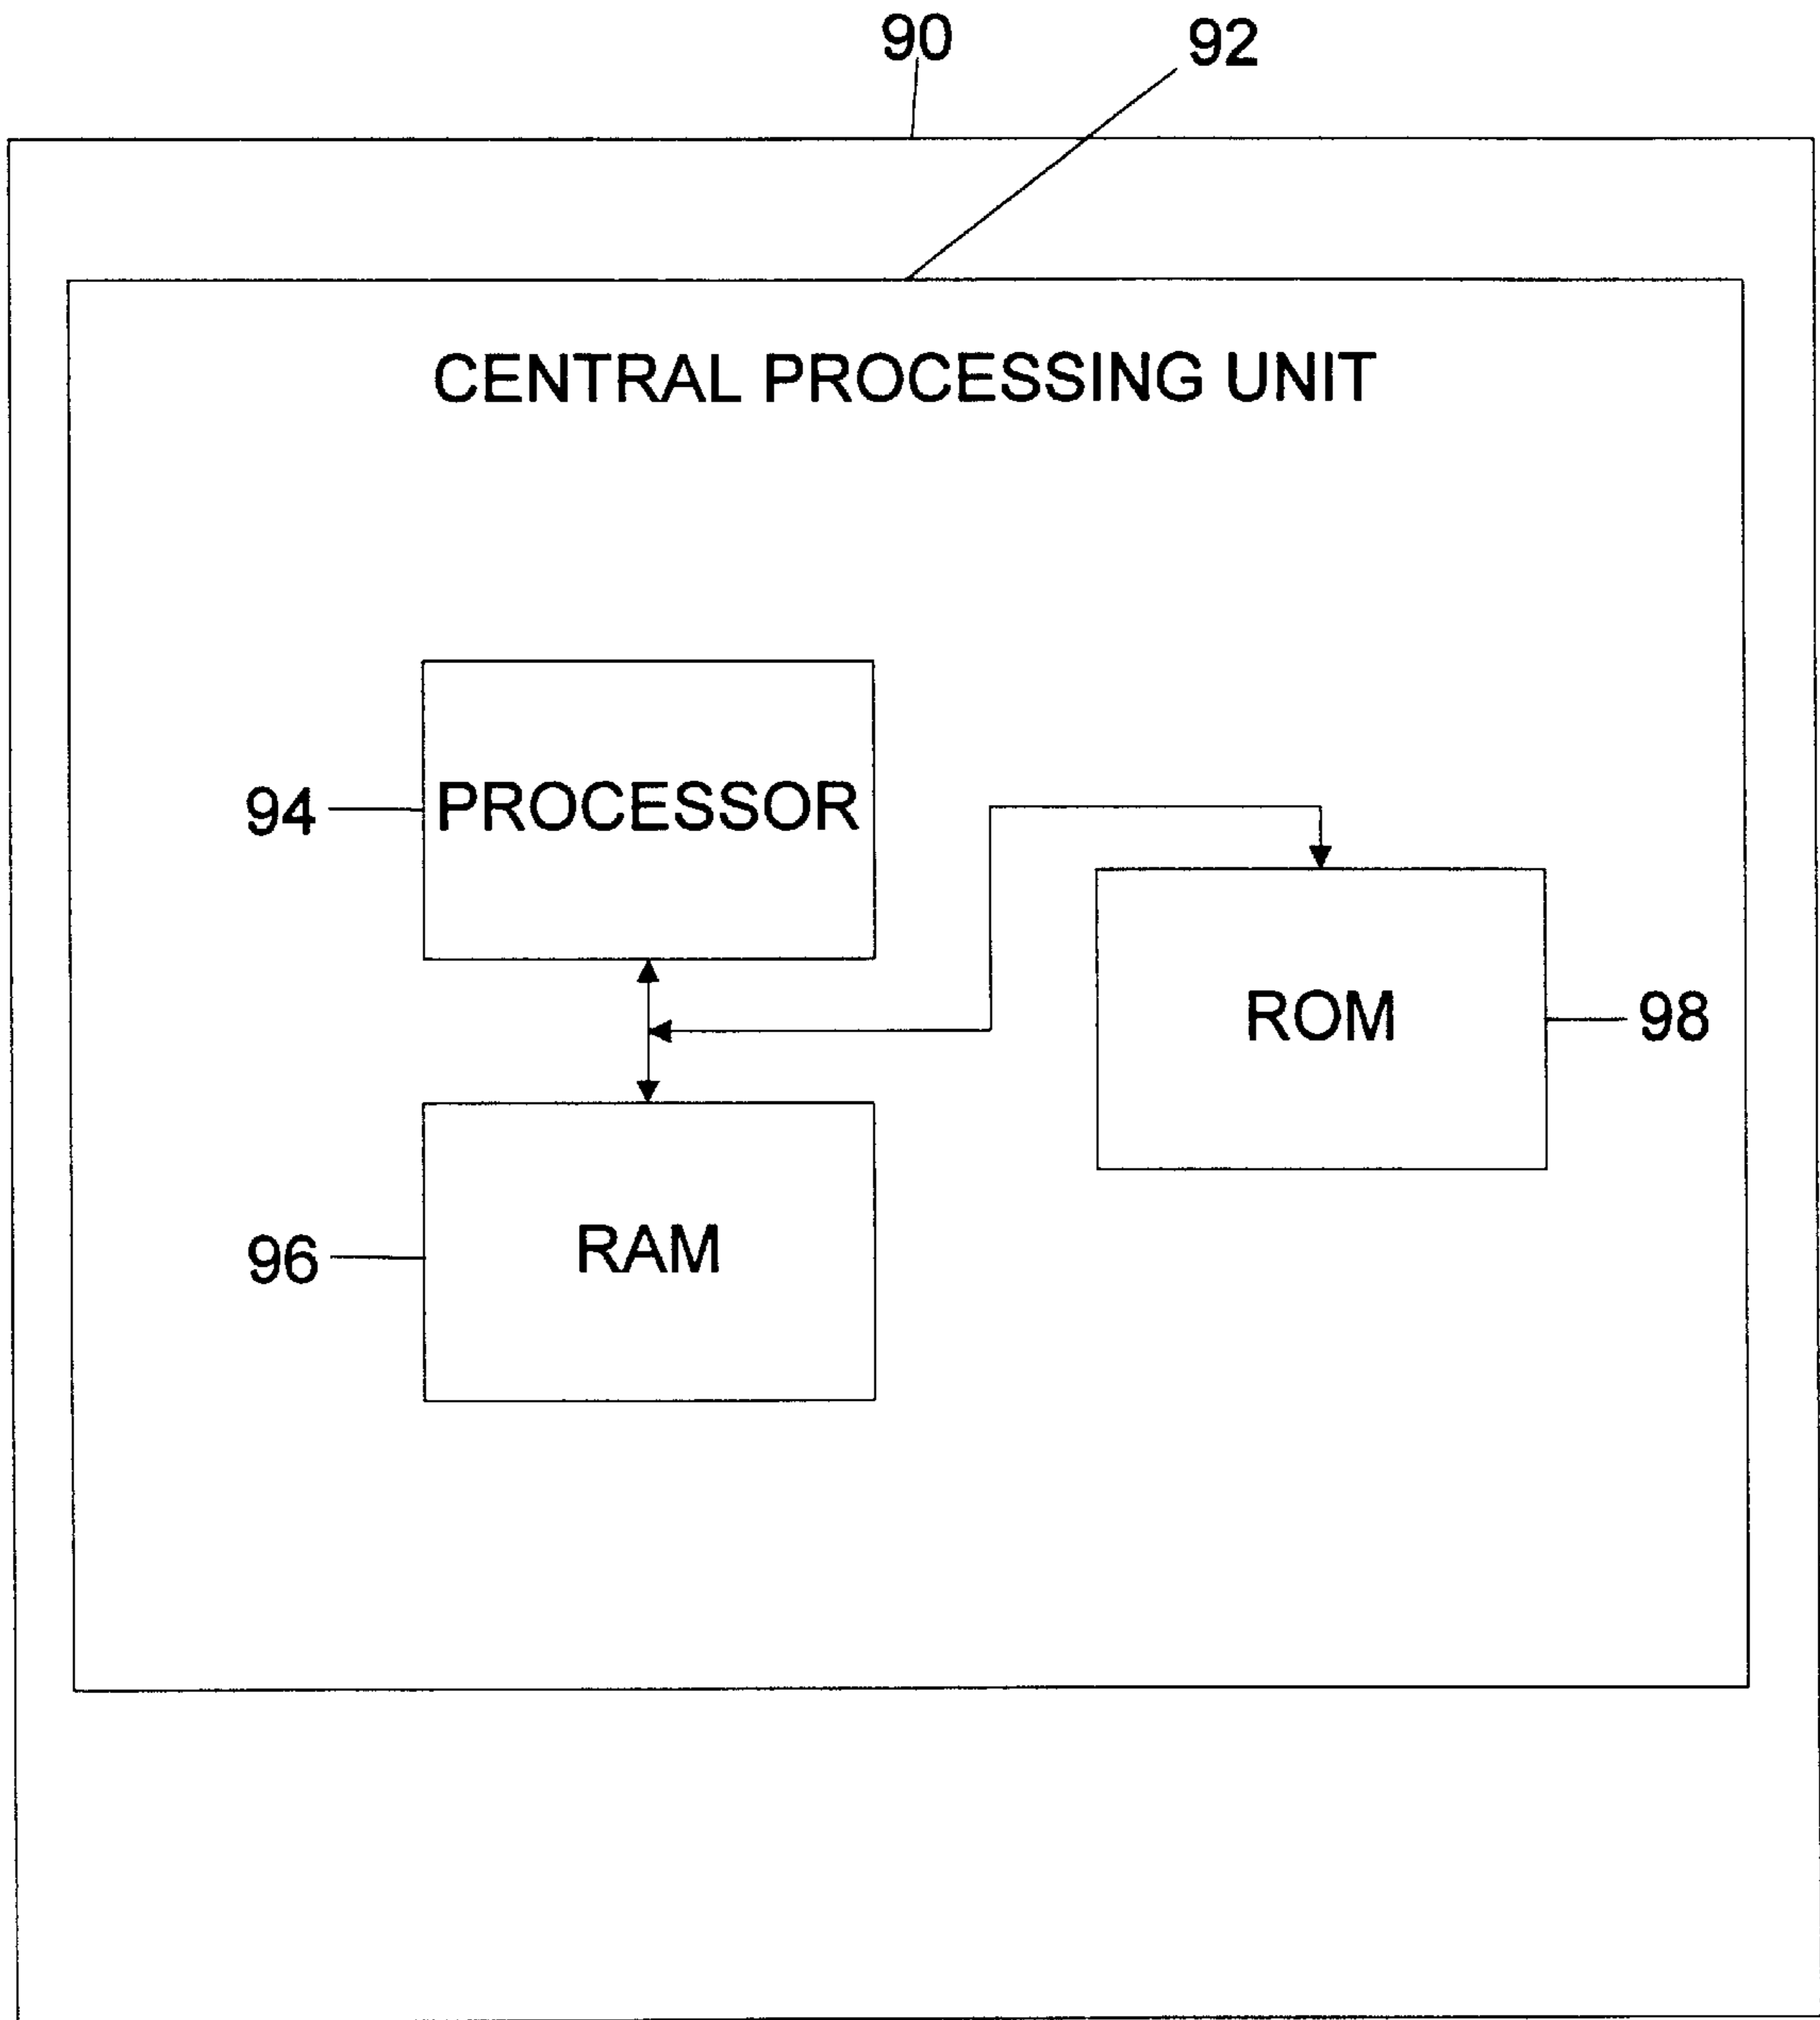 90
92
CENTRAL PROCESSING UNIT
94
PROCESSOR
ROM
98
96
RAM